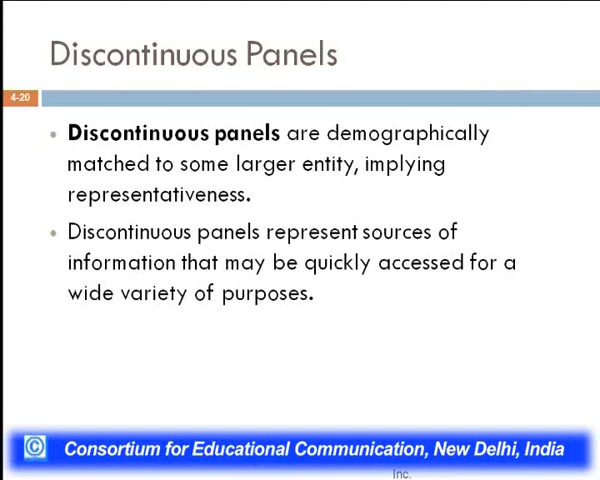 Discontinuous Panels
4-20
Discontinuous panels are demographically
matched to some larger entity, implying
representativeness.
Discontinuous panels represent sources of
information that may be quickly accessed for a
wide variety of purposes.
© Consortium for Educational Communication, New Delhi, India
Inc.